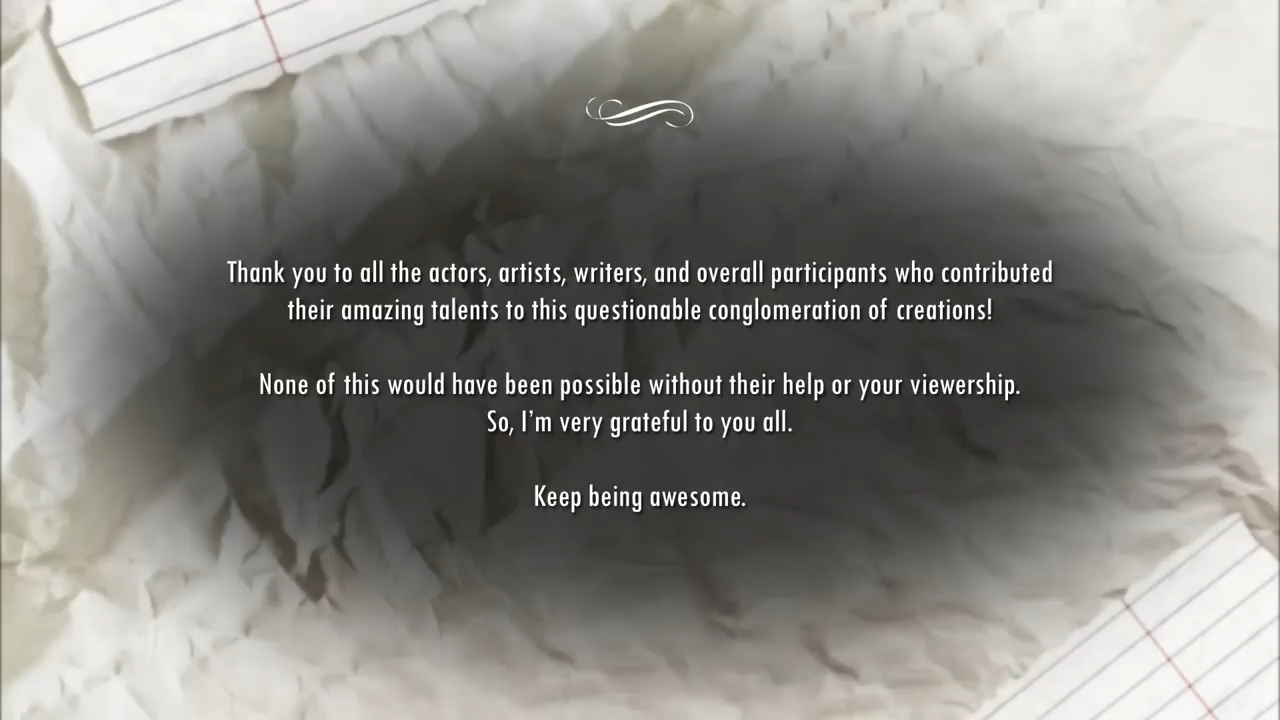 Thank you to all the actors, artists, writers, and overall participants who contributed
their amazing talents to this questionable conglomeration of creations!
None of this would have been possible without their help or your viewership.
So, I'm very grateful to you all.
Keep being awesome.